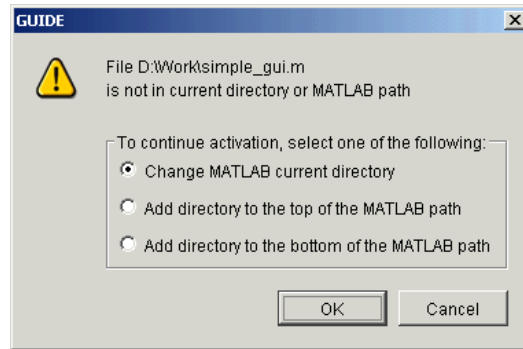 GUIDE
File D:\Work\simple_gui.m
is not in current directory or MATLAB path
To continue activation, select one of the following:
Change MATLAB current directory
Add directory to the top of the MATLAB path
Add directory to the bottom of the MATLAB path
OK Cancel